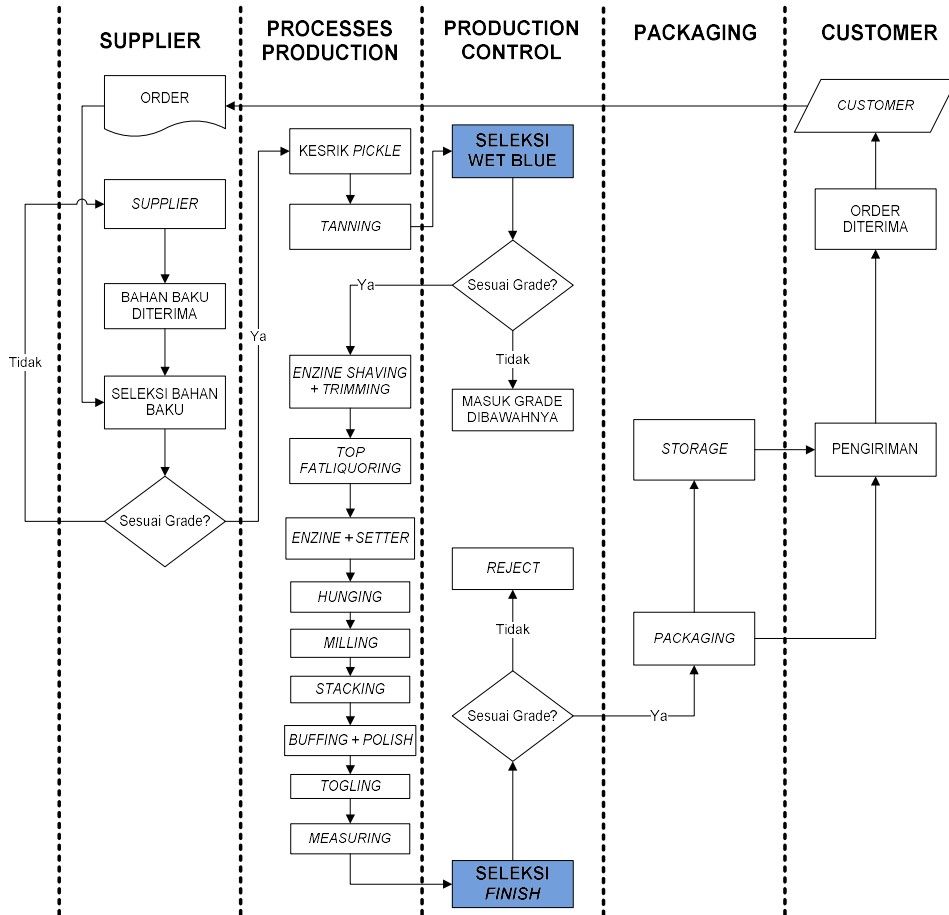 SUPPLIER
PROCESSES
PRODUCTION
PRODUCTION
CONTROL
PACKAGING
CUSTOMER
ORDER
SUPPLIER
BAHAN BAKU
DITERIMA
SELEKSI BAHAN
BAKU
Sesuai Grade?
Tidak
Ya
KESRIK PICKLE
TANNING
SELEKSI
WET BLUE
Sesuai Grade?
Ya
Tidak
MASUK GRADE
DIBAWAHNYA
ENZINE SHAVING
+ TRIMMING
TOP
FATLIQUORING
ENZINE + SETTER
HUNGING
MILLING
STACKING
BUFFING + POLISH
TOGLING
MEASURING
SELEKSI
FINISH
Sesuai Grade?
Tidak
REJECT
Ya
PACKAGING
STORAGE
PENGIRIMAN
ORDER
DITERIMA
CUSTOMER